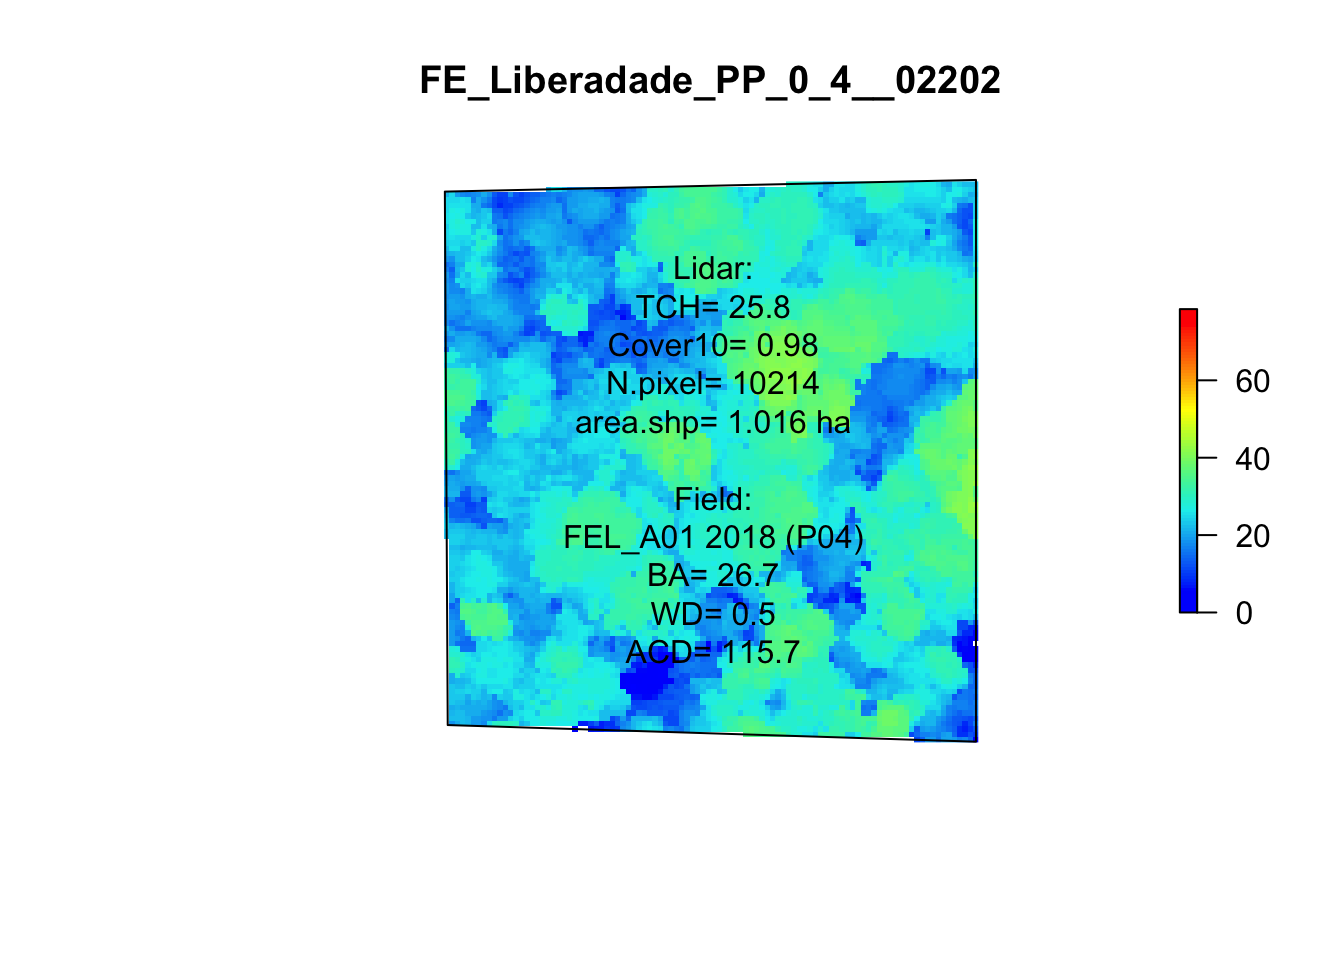 FE_Liberadade_PP_0_4__02202
Lidar:
TCH= 25.8
Cover10= 0.98
N.pixel= 10214
area.shp= 1.016 ha
Field:
FEL_A01 2018 (P04)
BA= 26.7
WD= 0.5
ACD= 115.7
60
40
20
0